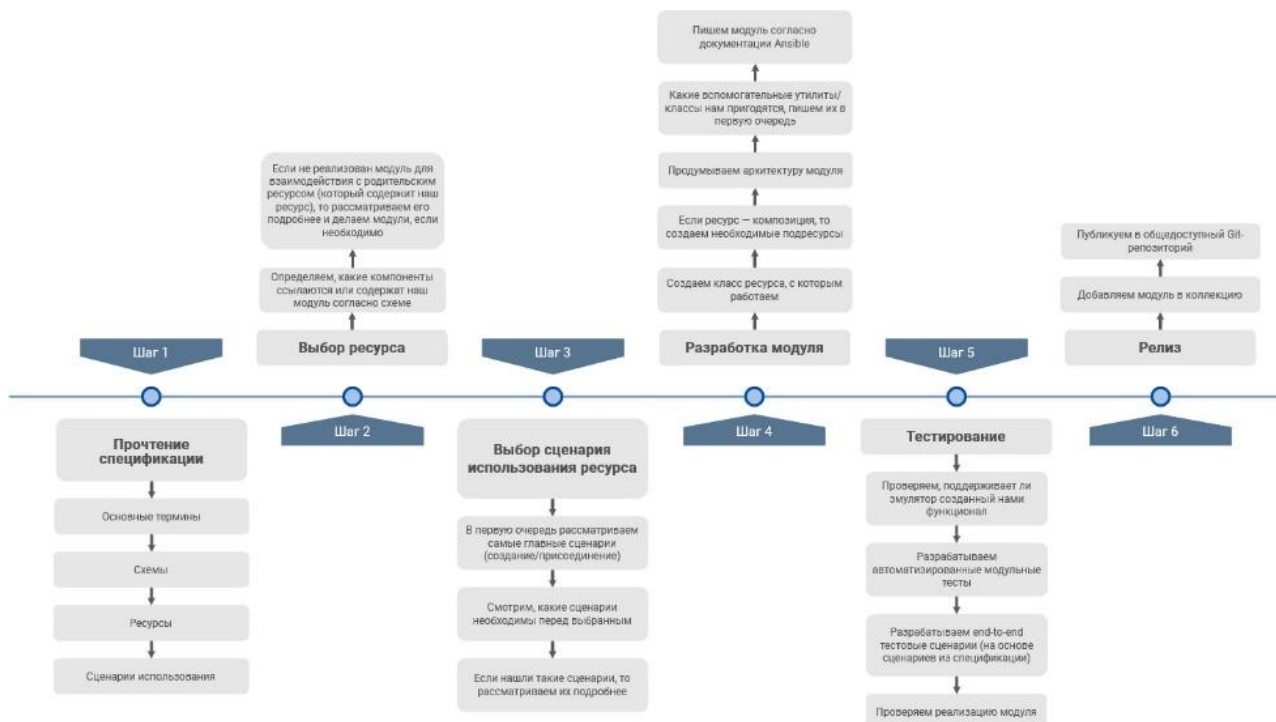 Шаг 1
Прочтение
спецификации
Основные термины
Схемы
Ресурсы
Сценарии использования
Если не реализован модуль для
взаимодействия с родительским
ресурсом (который содержит наш
ресурс), то рассматриваем его
подробнее и делаем модули, если
необходимо
Определяем, какие компоненты
ссылаются или содержат наш
модуль согласно схеме
Выбор ресурса
Шаг 2
Шаг 3
Выбор сценария
использования ресурса
В первую очередь рассматриваем
самые главные сценарии
(создание/присоединение)
Смотрим, какие сценарии
необходимы перед выбранным
Если нашли такие сценарии, то
рассматриваем их подробнее
Пишем модуль согласно
документации Ansible
Какие вспомогательные утилиты/
классы нам пригодятся, пишем их в
первую очередь
Продумываем архитектуру модуля
Если ресурс — композиция, то
создаем необходимые подресурсы
Создаем класс ресурса, с которым
работаем
Разработка модуля
Шаг 4
Шаг 5
Тестирование
Проверяем, поддерживает ли
эмулятор созданный нами
функционал
Разрабатываем
автоматизированные модульные
тесты
Разрабатываем end-to-end
тестовые сценарии (на основе
сценариев из спецификации)
Проверяем реализацию модуля
Публикуем в общедоступный Git-
репозиторий
Добавляем модуль в коллекцию
Релиз
Шаг 6